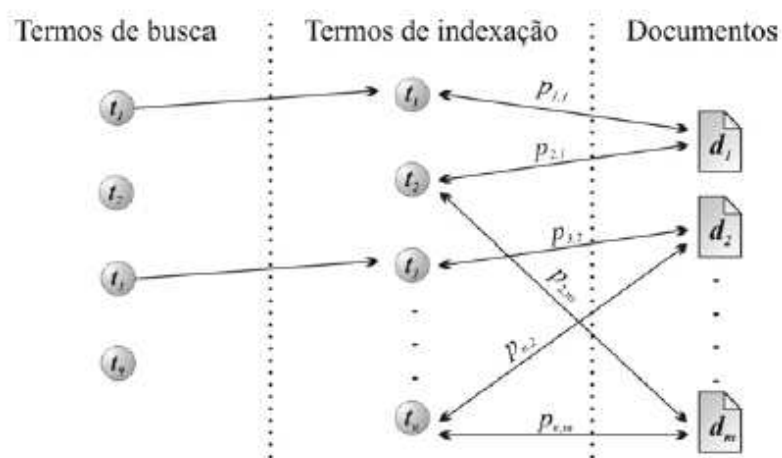 Termos de busca
Termos de indexação
Documentos
t1
t2
t3
t4
t1
t2
t3
tn
p1,1
p2,1
p3,2
p2,m
pn,2
pn,m
d1
d2
dm